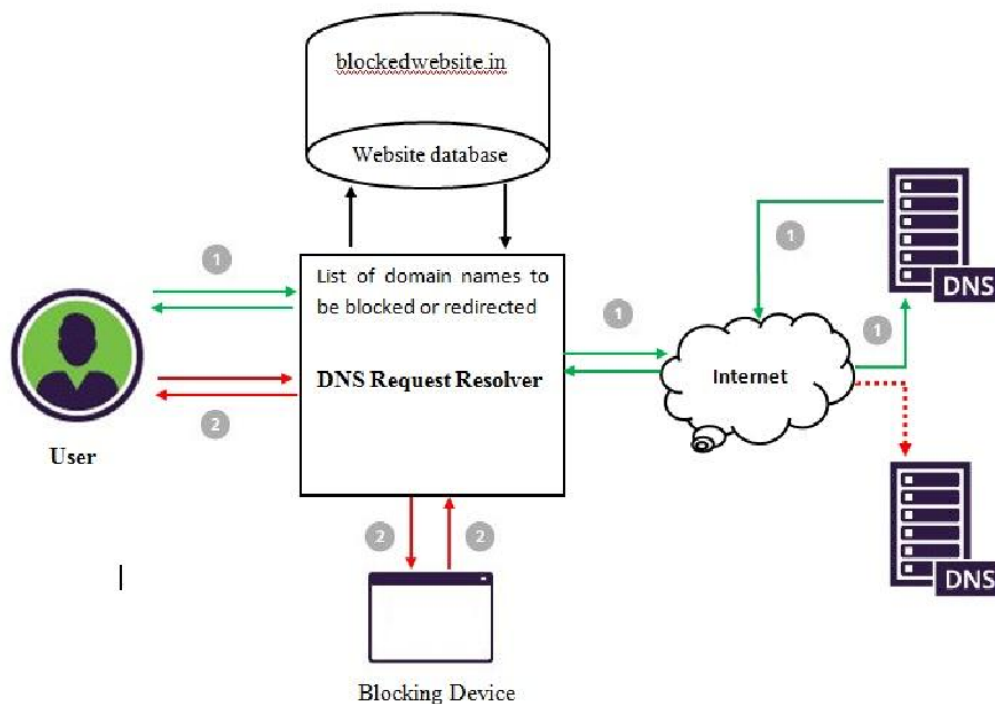 blockedwebsite.in
Website database
1
List of domain names to
be blocked or redirected
DNS Request Resolver
2
User
1
Internet
1
1
DNS
DNS
2
2
Blocking Device